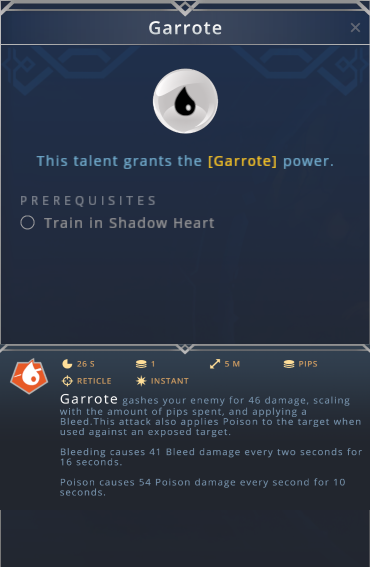 Garrote
This talent grants the [Garrote] power.
PREREQUISITES
Train in Shadow Heart
26 S 1 5 M PIPS
RETICLE INSTANT
Garrote gashes your enemy for 46 damage, scaling
with the amount of pips spent, and applying a
Bleed.This attack also applies Poison to the target when
used against an exposed target.
Bleeding causes 41 Bleed damage every two seconds for
16 seconds.
Poison causes 54 Poison damage every second for 10
seconds.